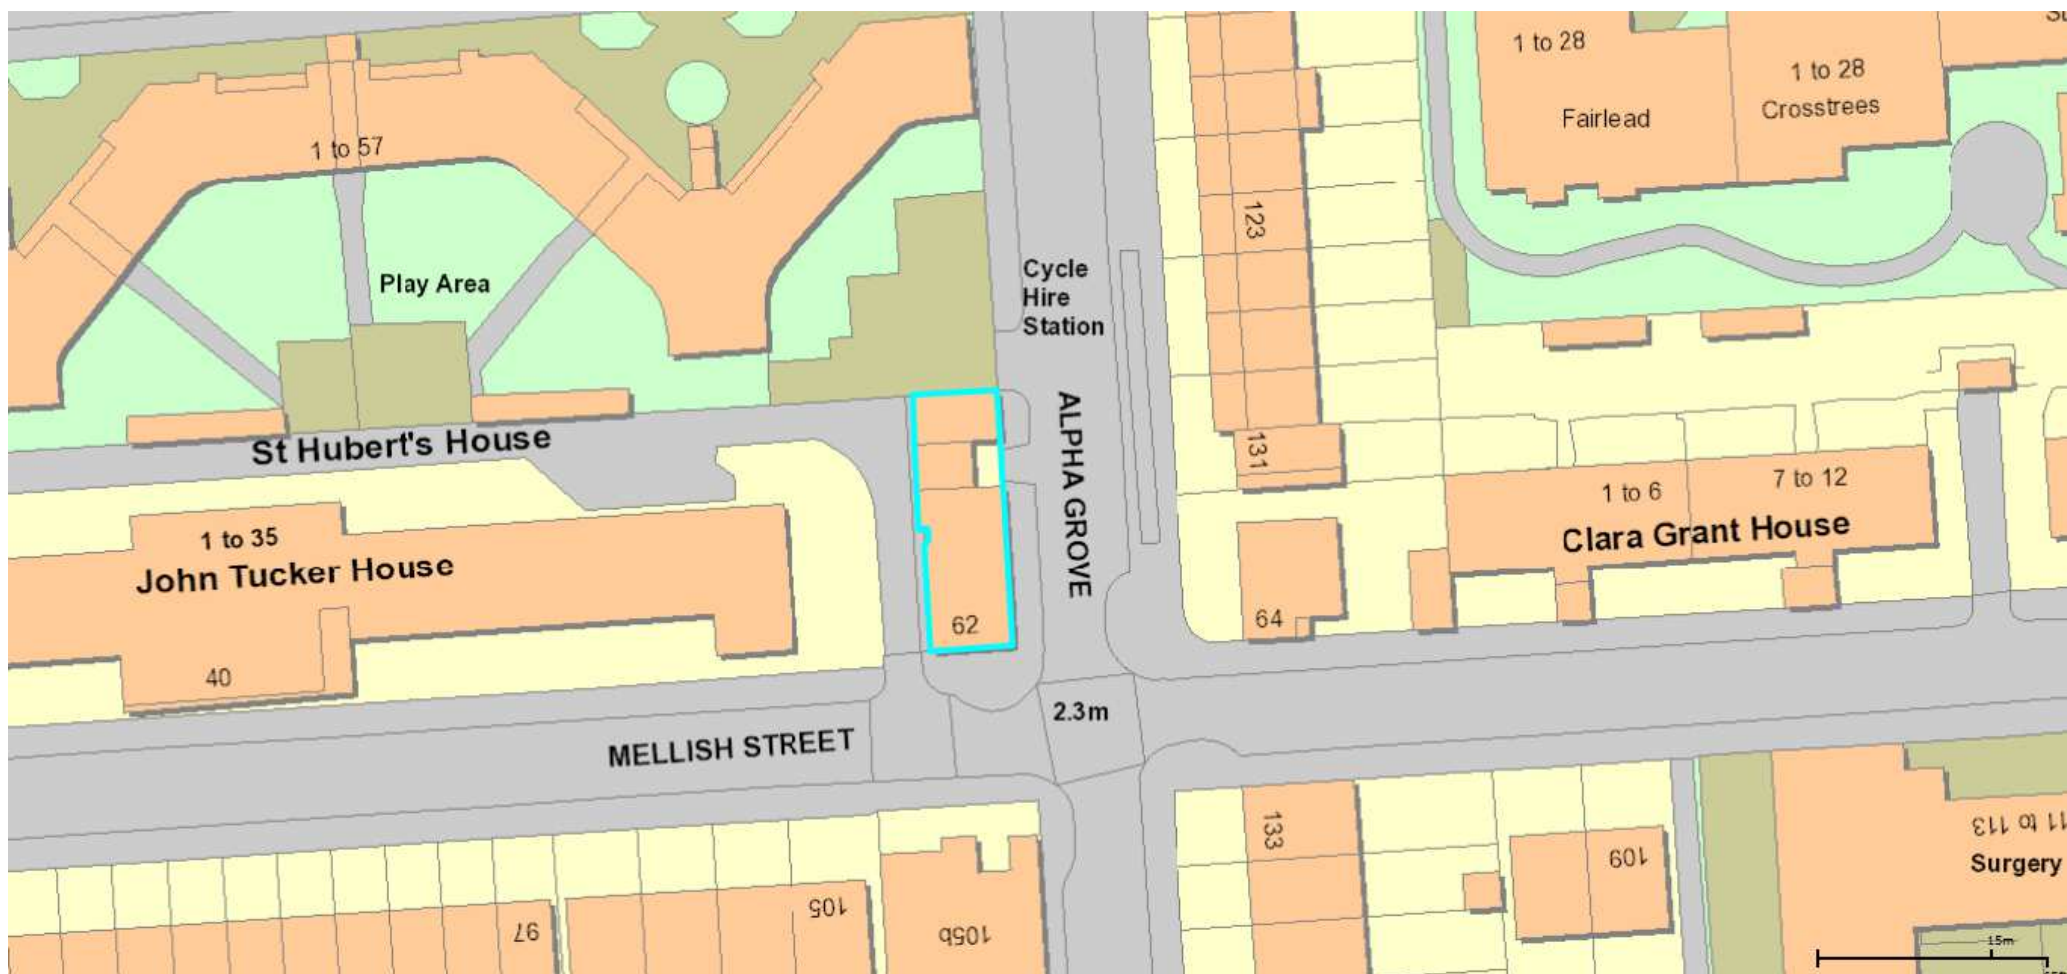 1 to 28
1 to 28
Fairlead
Crosstrees
1 to 57
123
Play Area
Cycle
Hire
Station
ALPHA GROVE
St Hubert's House
131
1 to 6
7 to 12
Clara Grant House
1 to 35
John Tucker House
62
64
40
2.3m
MELLISH STREET
133
109
111 to 113
Surgery
105
97
105b
15m